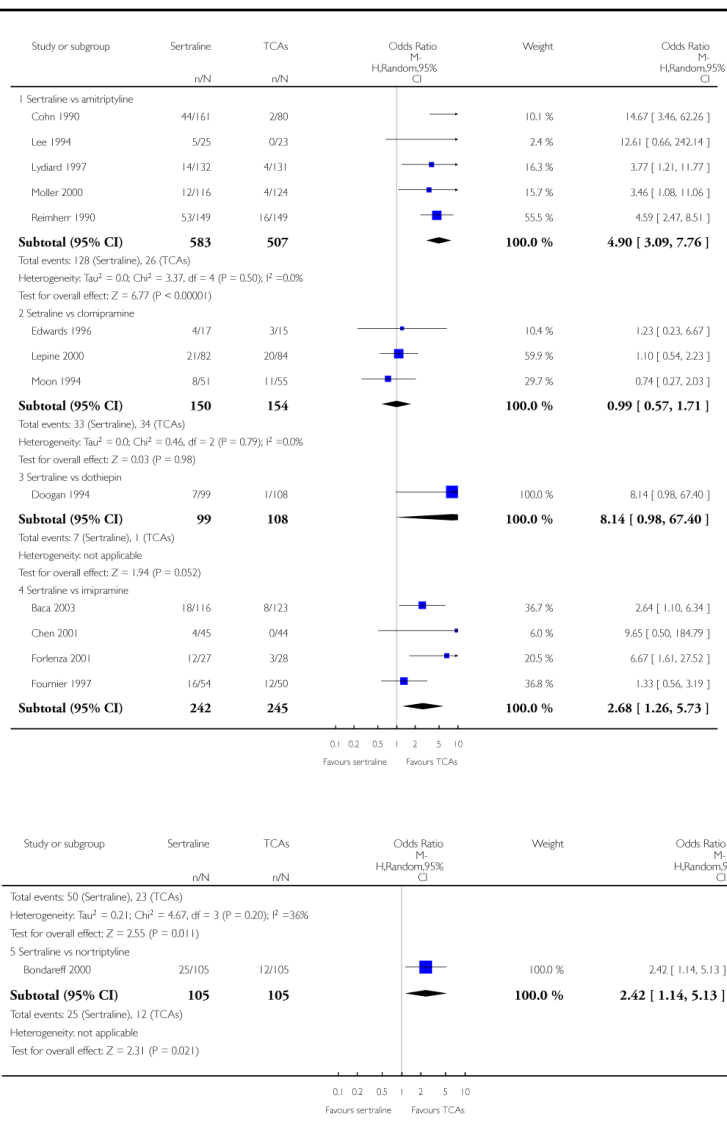 Study or subgroup Sertraline TCAs Odds Ratio Weight Odds Ratio
M- M-
H,Random,95% H,Random,95%
n/N n/N CI CI
1 Sertraline vs amitriptyline
Cohn 1990 44/161 2/80 10.1 % 14.67 [ 3.46, 62.26 ]
Lee 1994 5/25 0/23 2.4 % 12.61 [ 0.66, 242.14 ]
Lydiard 1997 14/132 4/131 16.3 % 3.77 [ 1.21, 11.77 ]
Moller 2000 12/116 4/124 15.7 % 3.46 [ 1.08, 11.06 ]
Reimherr 1990 53/149 16/149 55.5 % 4.59 [ 2.47, 8.51 ]
Subtotal (95% CI) 583 507 100.0 % 4.90 [ 3.09, 7.76 ]
Total events: 128 (Sertraline), 26 (TCAs)
Heterogeneity: Tau² = 0.0; Chi² = 3.37, df = 4 (P = 0.50); I² =0.0%
Test for overall effect: Z = 6.77 (P < 0.00001)
2 Setraline vs clomipramine
Edwards 1996 4/17 3/15 10.4 % 1.23 [ 0.23, 6.67 ]
Lepine 2000 21/82 20/84 59.9 % 1.10 [ 0.54, 2.23 ]
Moon 1994 8/51 11/55 29.7 % 0.74 [ 0.27, 2.03 ]
Subtotal (95% CI) 150 154 100.0 % 0.99 [ 0.57, 1.71 ]
Total events: 33 (Sertraline), 34 (TCAs)
Heterogeneity: Tau² = 0.0; Chi² = 0.46, df = 2 (P = 0.79); I² =0.0%
Test for overall effect: Z = 0.03 (P = 0.98)
3 Sertraline vs dothiepin
Doogan 1994 7/99 1/108 100.0 % 8.14 [ 0.98, 67.40 ]
Subtotal (95% CI) 99 108 100.0 % 8.14 [ 0.98, 67.40 ]
Total events: 7 (Sertraline), 1 (TCAs)
Heterogeneity: not applicable
Test for overall effect: Z = 1.94 (P = 0.052)
4 Sertraline vs imipramine
Baca 2003 18/116 8/123 36.7 % 2.64 [ 1.10, 6.34 ]
Chen 2001 4/45 0/44 6.0 % 9.65 [ 0.50, 184.79 ]
Forlenza 2001 12/27 3/28 20.5 % 6.67 [ 1.61, 27.52 ]
Fournier 1997 16/54 12/50 36.8 % 1.33 [ 0.56, 3.19 ]
Subtotal (95% CI) 242 245 100.0 % 2.68 [ 1.26, 5.73 ]
0.1 0.2 0.5 1 2 5 10
Favours sertraline Favours TCAs
Study or subgroup Sertraline TCAs Odds Ratio Weight Odds Ratio
M- M-
H,Random,95% H,Random,9
n/N n/N CI CI
Total events: 50 (Sertraline), 23 (TCAs)
Heterogeneity: Tau² = 0.21; Chi² = 4.67, df = 3 (P = 0.20); I² =36%
Test for overall effect: Z = 2.55 (P = 0.011)
5 Sertraline vs nortriptyline
Bondareff 2000 25/105 12/105 100.0 % 2.42 [ 1.14, 5.13 ]
Subtotal (95% CI) 105 105 100.0 % 2.42 [ 1.14, 5.13 ]
Total events: 25 (Sertraline), 12 (TCAs)
Heterogeneity: not applicable
Test for overall effect: Z = 2.31 (P = 0.021)
0.1 0.2 0.5 1 2 5 10
Favours sertraline Favours TCAs